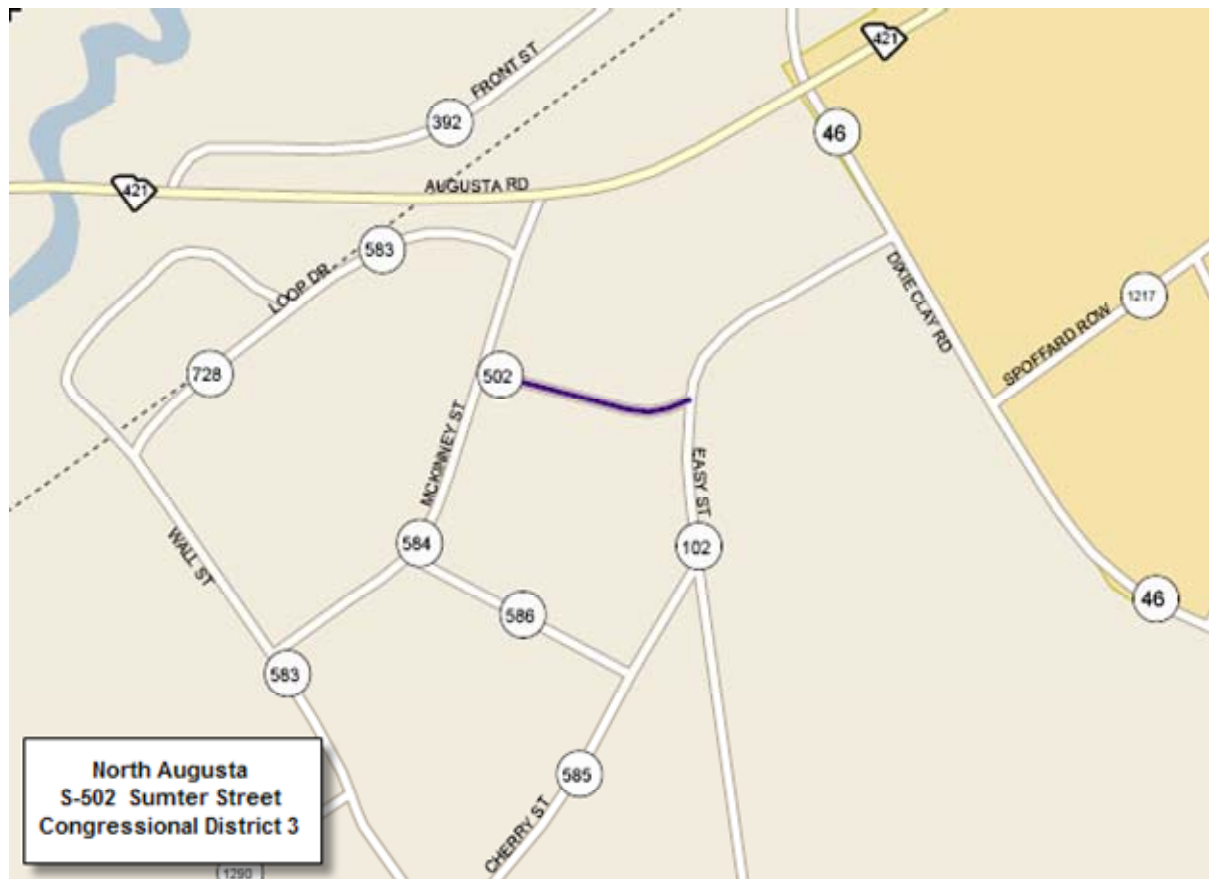 421
FRONT ST
392
46
421
AUGUSTA RD
583
LOOP DR
DIXIE CLAY RD
1217
SPOFFARD ROW
728
502
MCKINNEY ST
EASY ST
WALL ST
584
102
586
46
583
585
CHERRY ST
North Augusta
S-502 Sumter Street
Congressional District 3
1290